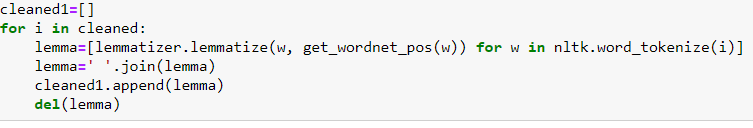 cleaned1=[]
for i in cleaned:
    lemma=[lemmatizer.lemmatize(w, get_wordnet_pos(w)) for w in nltk.word_tokenize(i)]
    lemma=' '.join(lemma)
    cleaned1.append(lemma)
    del(lemma)